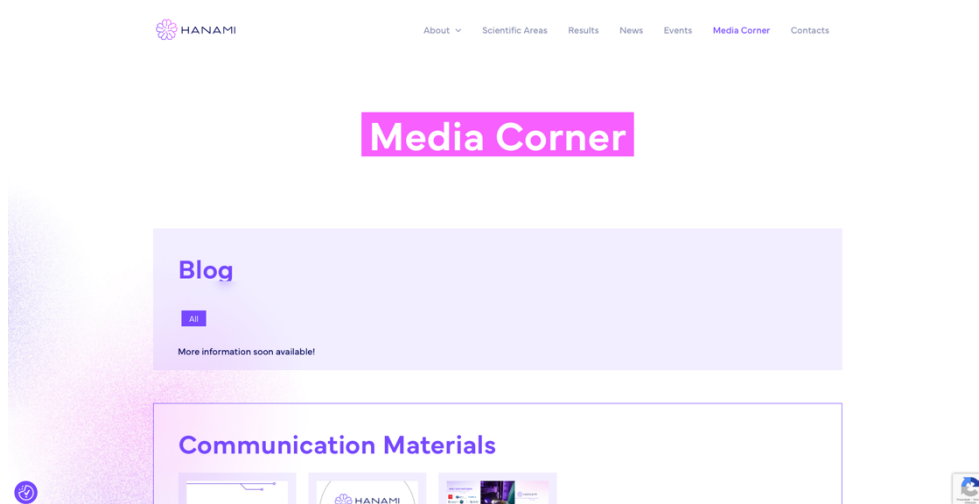 HANAMI
About
Scientific Areas
Results
News
Events
Media Corner
Contacts
Media Corner
Blog
All
More information soon available!
Communication Materials
HANAMI